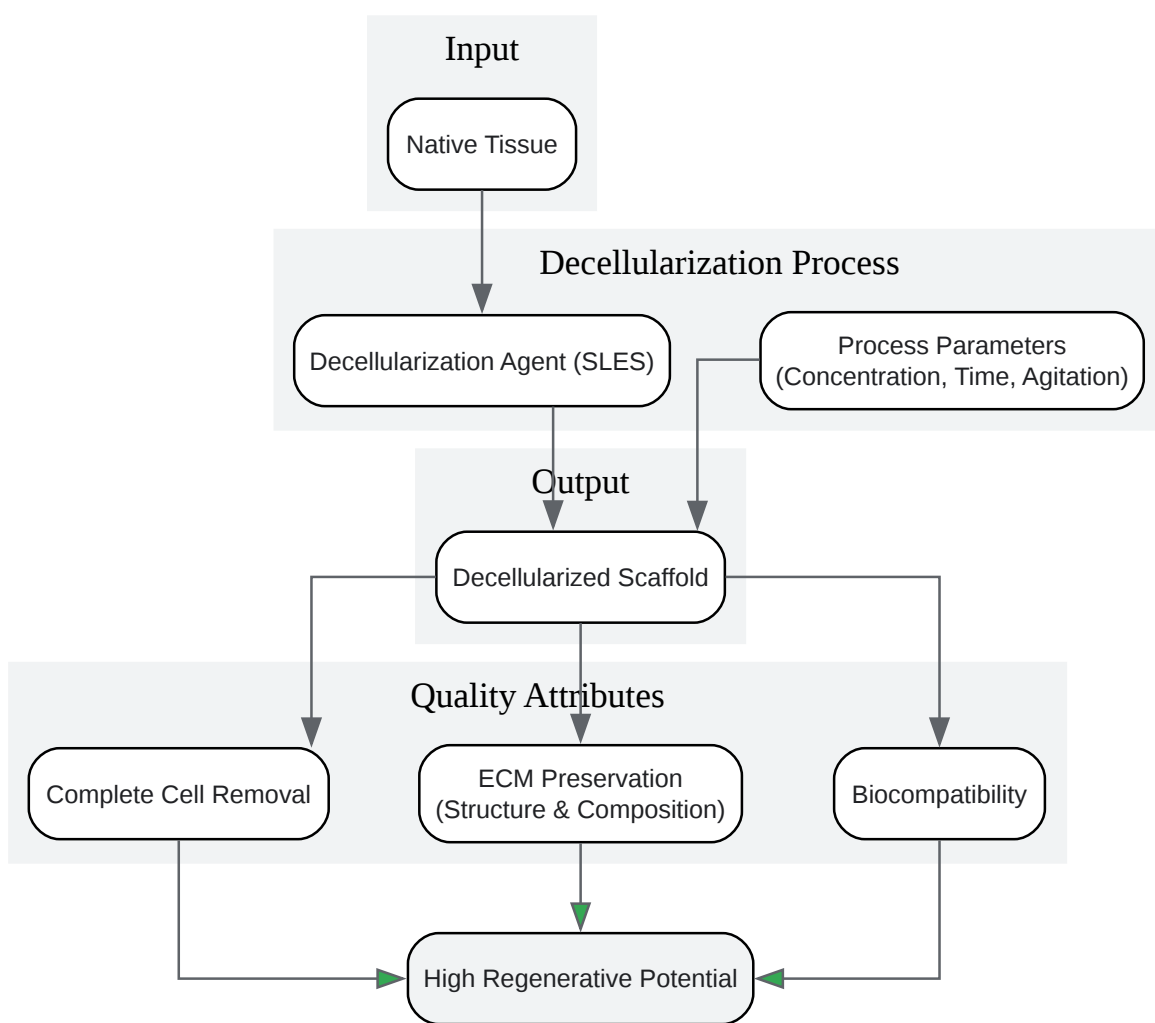 Input
Native Tissue
Decellularization Process
Decellularization Agent (SLES)
Process Parameters
(Concentration, Time, Agitation)
Output
Decellularized Scaffold
Quality Attributes
Complete Cell Removal
ECM Preservation
(Structure & Composition)
Biocompatibility
High Regenerative Potential